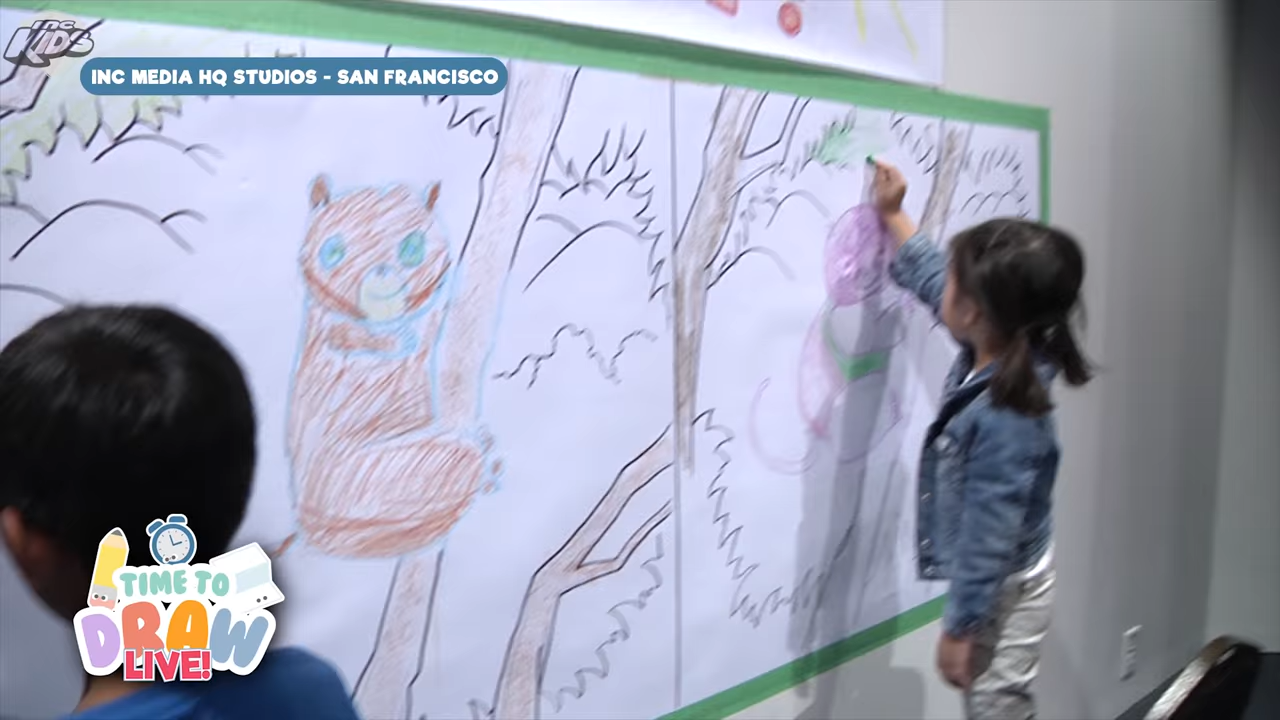 INC
KIDS
INC MEDIA HQ STUDIOS - SAN FRANCISCO
TIME TO
DRAW
LIVE!